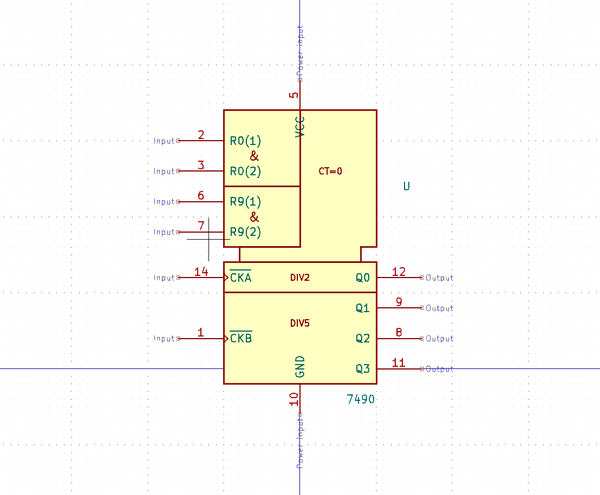 Power input
5
VCC
Input 2 R0(1)
&
CT=0
Input 3 R0(2)
U
Input 6 R9(1)
&
Input 7 R9(2)
Input 14 CKA DIV2 Q0 12 Output
Q1 9 Output
DIV5
Input 1 CKB Q2 8 Output
GND
Q3 11 Output
10
7490
Power input